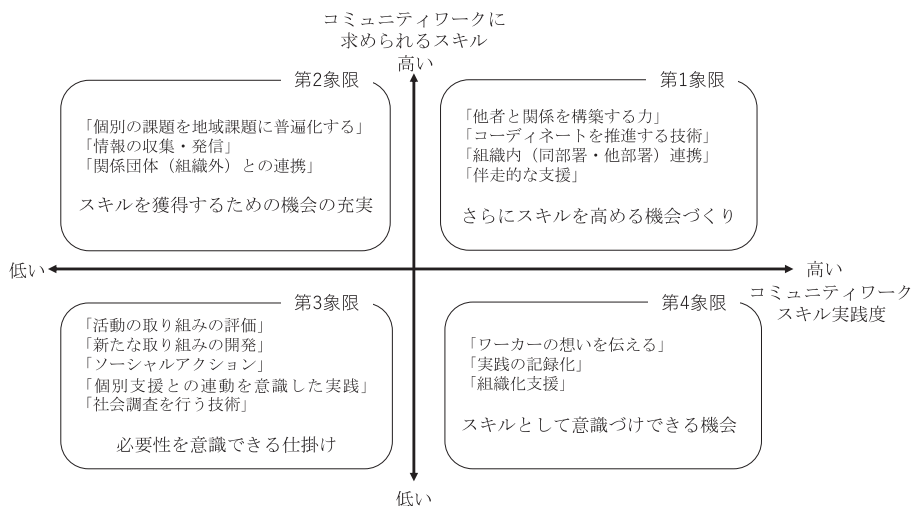 コミュニティワークに
求められるスキル
高い
第2象限
「個別の課題を地域課題に普遍化する」
「情報の収集・発信」
「関係団体（組織外）との連携」
スキルを獲得するための機会の充実
第1象限
「他者と関係を構築する力」
「コーディネートを推進する技術」
「組織内（同部署・他部署）連携」
「伴走的な支援」
さらにスキルを高める機会づくり
低い
高い
コミュニティワーク
スキル実践度
第3象限
「活動の取り組みの評価」
「新たな取り組みの開発」
「ソーシャルアクション」
「個別支援との連動を意識した実践」
「社会調査を行う技術」
必要性を意識できる仕掛け
第4象限
「ワーカーの想いを伝える」
「実践の記録化」
「組織化支援」
スキルとして意識づけできる機会
低い